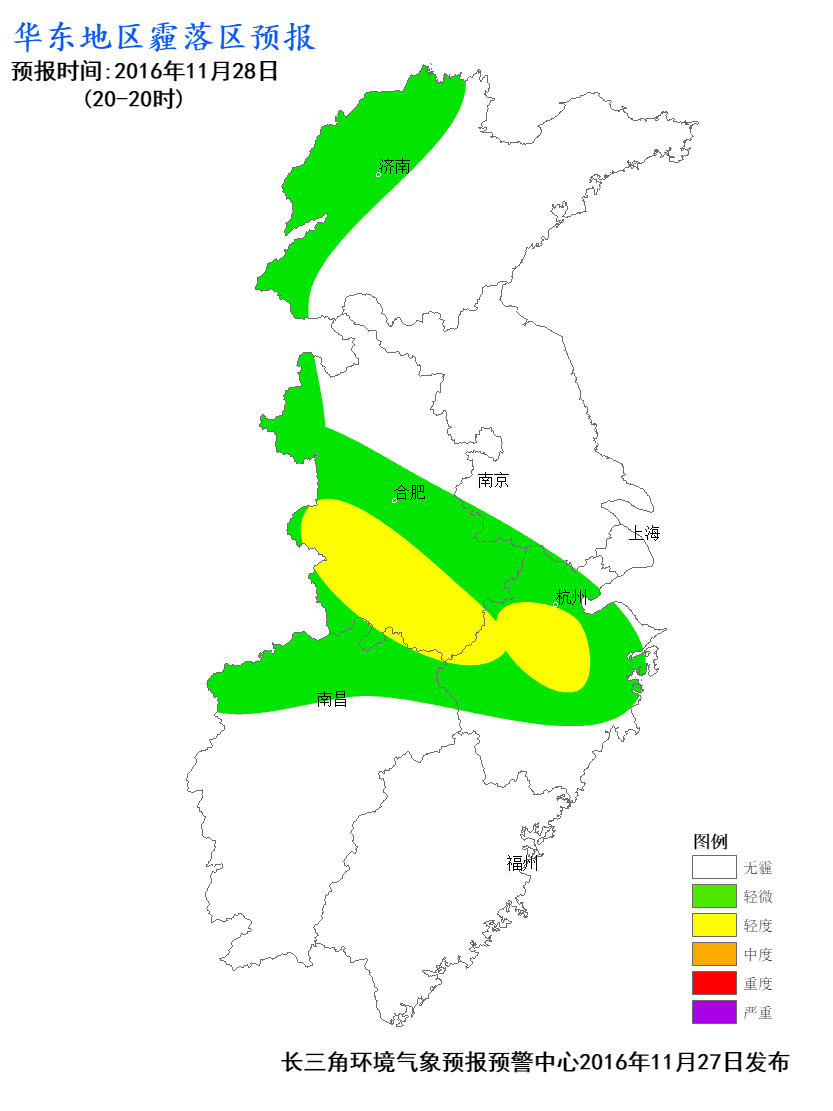 华东地区霾落区预报
预报时间:2016年11月28日
(20-20时)
济南
合肥
南京
上海
杭州
南昌
福州
图例
无霾
轻微
轻度
中度
重度
严重
长三角环境气象预报预警中心2016年11月27日发布